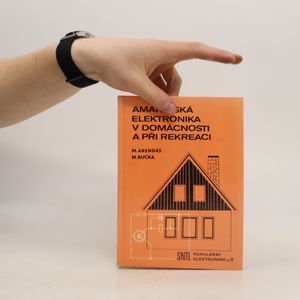 AMATÉRSKÁ
ELEKTRONIKA
V DOMÁCNOSTI
A PŘI REKREACI
M. ARENDÁŠ
M. RUČKA
SNTL POPULÁRNÍ
ELEKTRONIKA